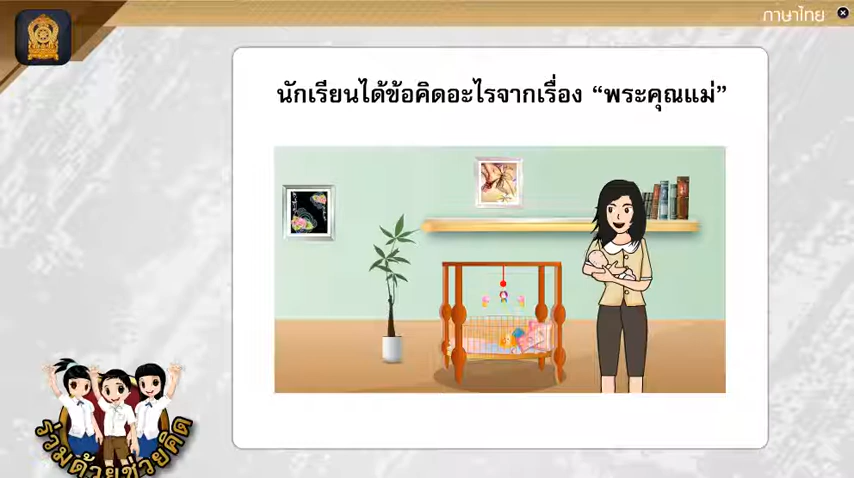 ภาษาไทย
นักเรียนได้ข้อคิดอะไรจากเรื่อง “พระคุณแม่”
ร่วมด้วยช่วยคิด